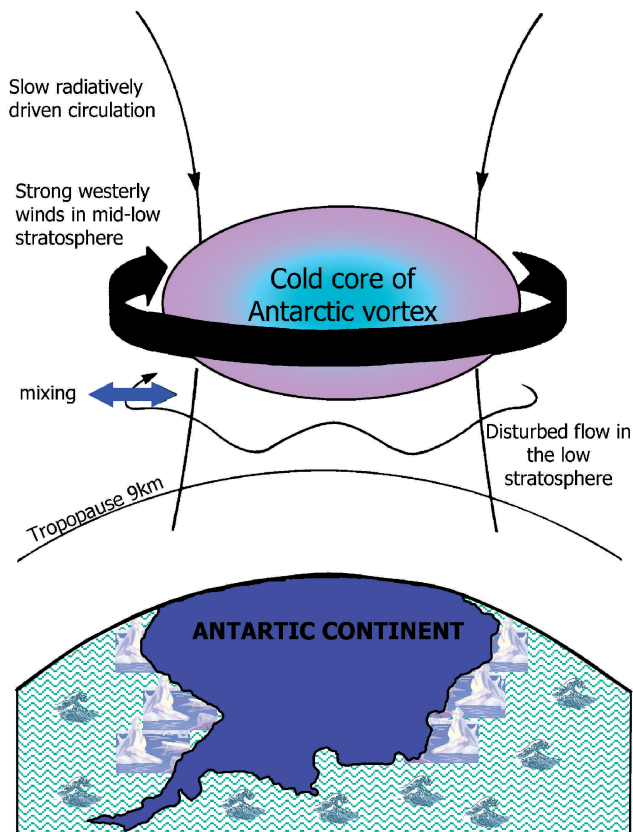 Slow radiatively
driven circulation
Strong westerly
winds in mid-low
stratosphere
Cold core of
Antarctic vortex
mixing
Disturbed flow in
the low
stratosphere
Tropopause 9km
ANTARTIC CONTINENT